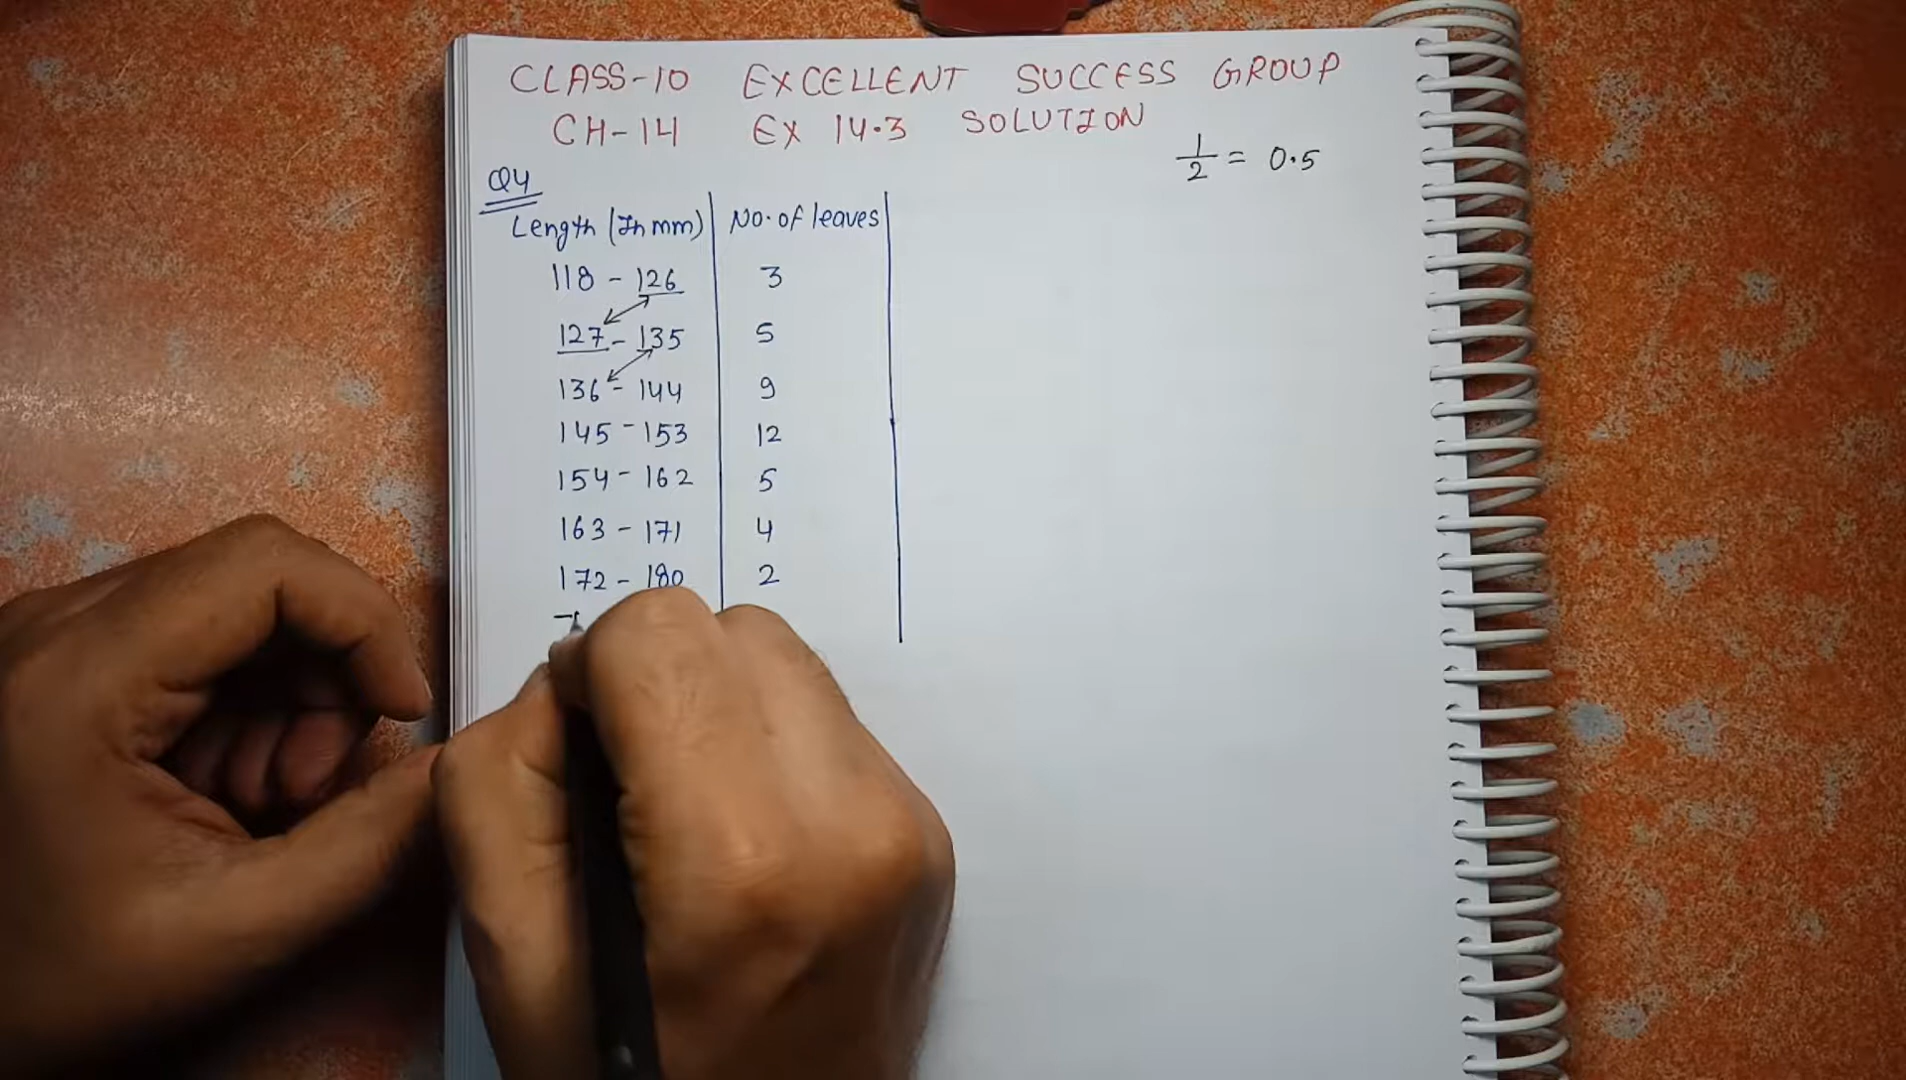 CLASS-10 EXCELLENT SUCCESS GROUP
CH-14 EX 14.3 SOLUTION
1/2 = 0.5
Q4
Length (In mm) No. of leaves
118 - 126 3
127 - 135 5
136 - 144 9
145 - 153 12
154 - 162 5
163 - 171 4
172 - 180 2